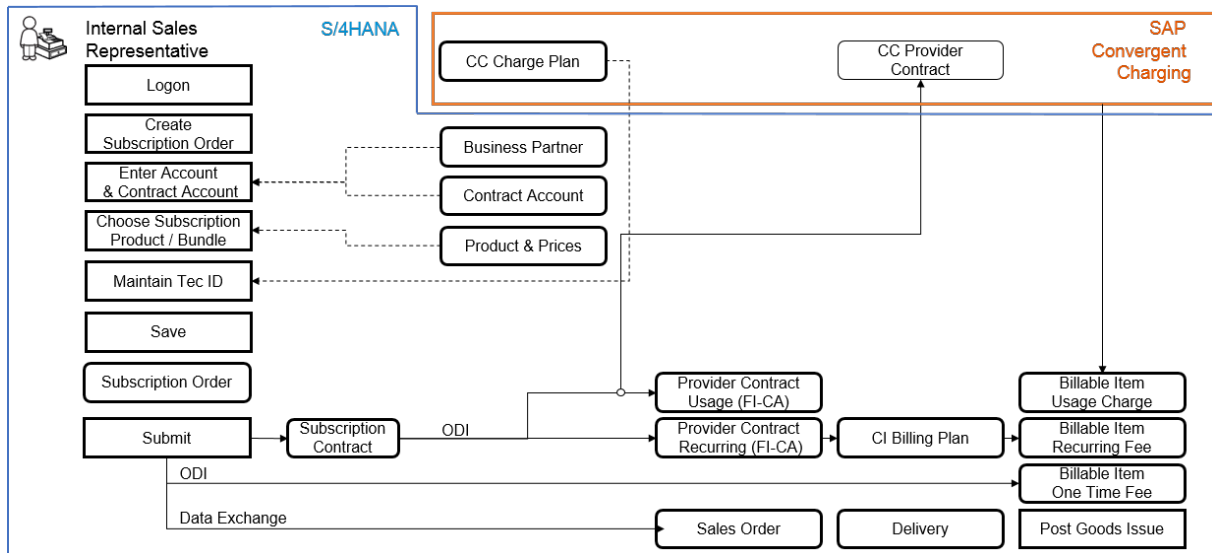 Internal Sales
Representative
S/4HANA
SAP
Convergent
Charging
CC Charge Plan
CC Provider
Contract
Logon
Create
Subscription Order
Business Partner
Enter Account
& Contract Account
Contract Account
Choose Subscription
Product / Bundle
Product & Prices
Maintain Tec ID
Save
Subscription Order
Provider Contract
Usage (FI-CA)
Billable Item
Usage Charge
Submit
Subscription
Contract
ODI
Provider Contract
Recurring (FI-CA)
CI Billing Plan
Billable Item
Recurring Fee
ODI
Billable Item
One Time Fee
Data Exchange
Sales Order
Delivery
Post Goods Issue